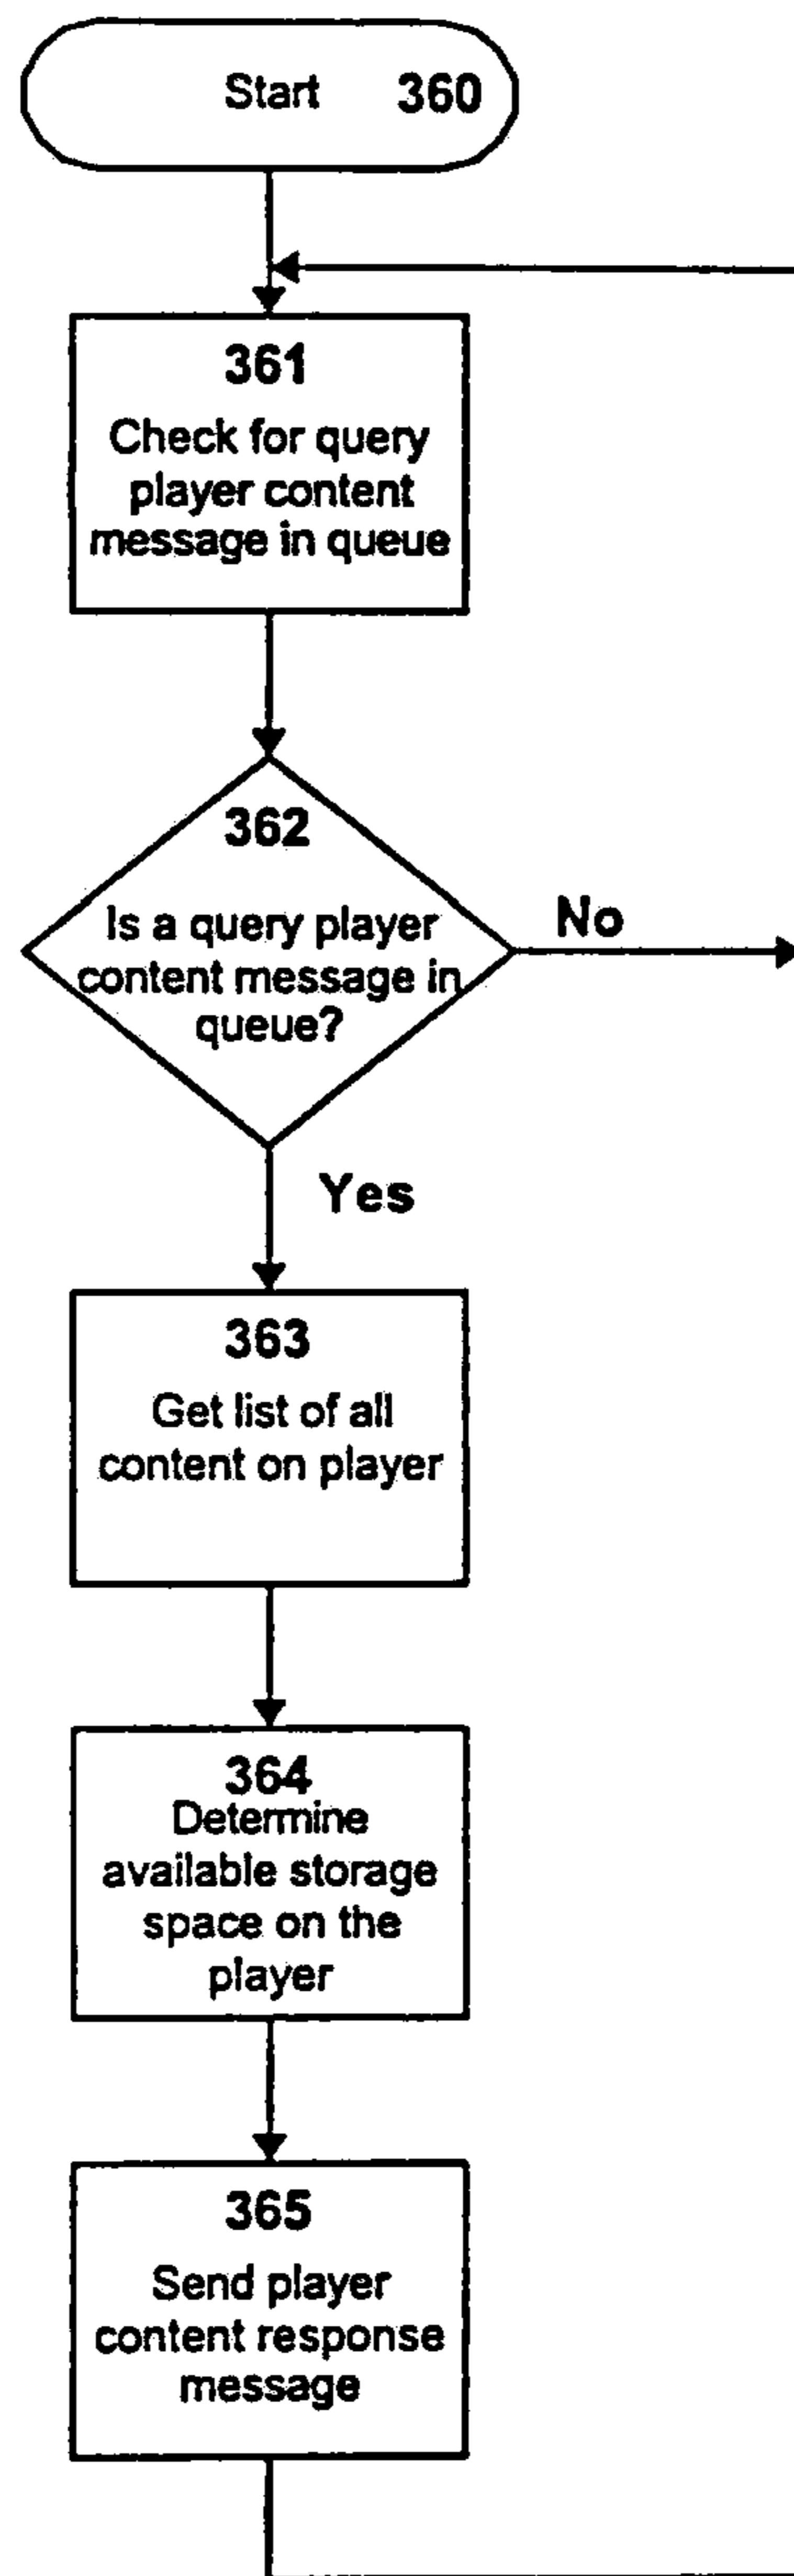 Start 360
361
Check for query
player content
message in queue
362
Is a query player
content message in
queue?
No
Yes
363
Get list of all
content on player
364
Determine
available storage
space on the
player
365
Send player
content response
message